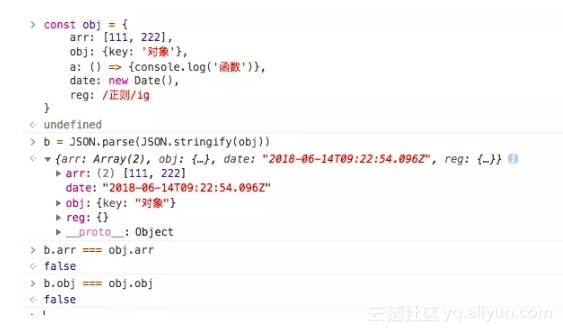 > const obj = {
arr: [111, 222],
obj: {key: '对象'},
a: () => {console.log('函数')},
date: new Date(),
reg: /正则/ig
}
< undefined
> b = JSON.parse(JSON.stringify(obj))
< ▼ {arr: Array(2), obj: {…}, date: "2018-06-14T09:22:54.096Z", reg: {…}} i
▶ arr: (2) [111, 222]
date: "2018-06-14T09:22:54.096Z"
▶ obj: {key: "对象"}
▶ reg: {}
▶ __proto__: Object
> b.arr === obj.arr
< false
> b.obj === obj.obj
< false
>
云栖社区 yq.aliyun.com